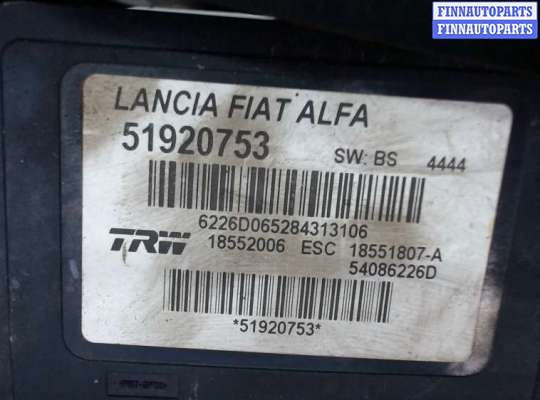 FINNAUTOPARTS
FINNAUTOPARTS
LANCIA FIAT ALFA
51920753 SW: BS 4444
6226D065284313106
TRW 18552006 ESC 18551807-A
54086226D
*51920753*